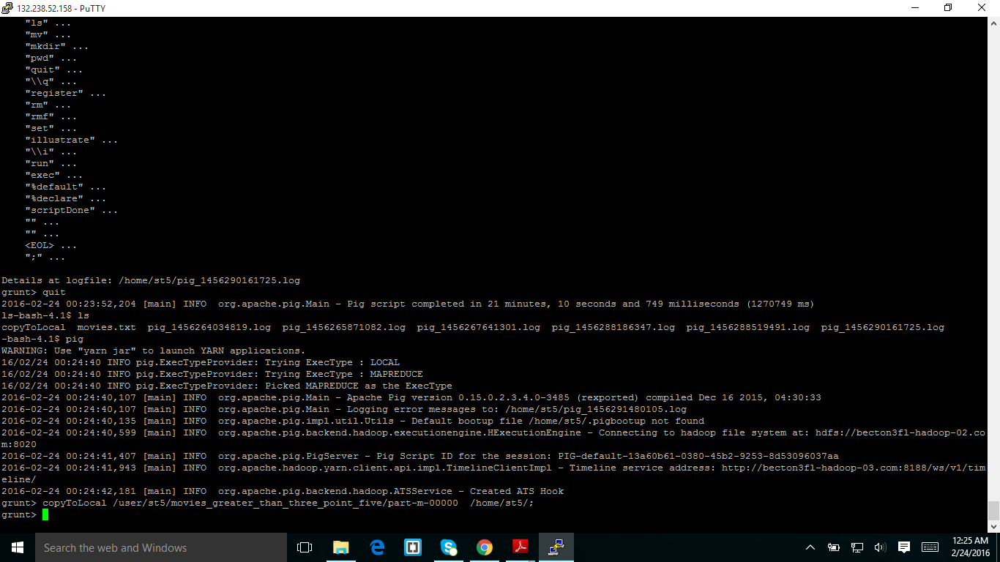 132.238.52.158 - PuTTY
"ls" ...
"mv" ...
"mkdir" ...
"pwd" ...
"quit" ...
"\\q" ...
"register" ...
"rm" ...
"rmf" ...
"set" ...
"illustrate" ...
"\\i" ...
"run" ...
"exec" ...
"%default" ...
"%declare" ...
"scriptDone" ...
"" ...
"" ...
<EOL> ...
";" ...
Details at logfile: /home/st5/pig_1456290161725.log
grunt> quit
2016-02-24 00:23:52,204 [main] INFO  org.apache.pig.Main - Pig script completed in 21 minutes, 10 seconds and 749 milliseconds (1270749 ms)
ls-bash-4.1$ ls
copyToLocal  movies.txt  pig_1456264034819.log  pig_1456265871082.log  pig_1456267641301.log  pig_1456288186347.log  pig_1456288519491.log  pig_1456290161725.log
-bash-4.1$ pig
WARNING: Use "yarn jar" to launch YARN applications.
16/02/24 00:24:40 INFO pig.ExecTypeProvider: Trying ExecType : LOCAL
16/02/24 00:24:40 INFO pig.ExecTypeProvider: Trying ExecType : MAPREDUCE
16/02/24 00:24:40 INFO pig.ExecTypeProvider: Picked MAPREDUCE as the ExecType
2016-02-24 00:24:40,107 [main] INFO  org.apache.pig.Main - Apache Pig version 0.15.0.2.3.4.0-3485 (rexported) compiled Dec 16 2015, 04:30:33
2016-02-24 00:24:40,107 [main] INFO  org.apache.pig.Main - Logging error messages to: /home/st5/pig_1456291480105.log
2016-02-24 00:24:40,135 [main] INFO  org.apache.pig.impl.util.Utils - Default bootup file /home/st5/.pigbootup not found
2016-02-24 00:24:40,599 [main] INFO  org.apache.pig.backend.hadoop.executionengine.HExecutionEngine - Connecting to hadoop file system at: hdfs://becton3fl-hadoop-02.co
m:8020
2016-02-24 00:24:41,407 [main] INFO  org.apache.pig.PigServer - Pig Script ID for the session: PIG-default-13a60b61-0380-45b2-9253-8d53096037aa
2016-02-24 00:24:41,943 [main] INFO  org.apache.hadoop.yarn.client.api.impl.TimelineClientImpl - Timeline service address: http://becton3fl-hadoop-03.com:8188/ws/v1/tim
eline/
2016-02-24 00:24:42,181 [main] INFO  org.apache.pig.backend.hadoop.ATSService - Created ATS Hook
grunt> copyToLocal /user/st5/movies_greater_than_three_point_five/part-m-00000  /home/st5/;
grunt>
Search the web and Windows
12:25 AM
2/24/2016